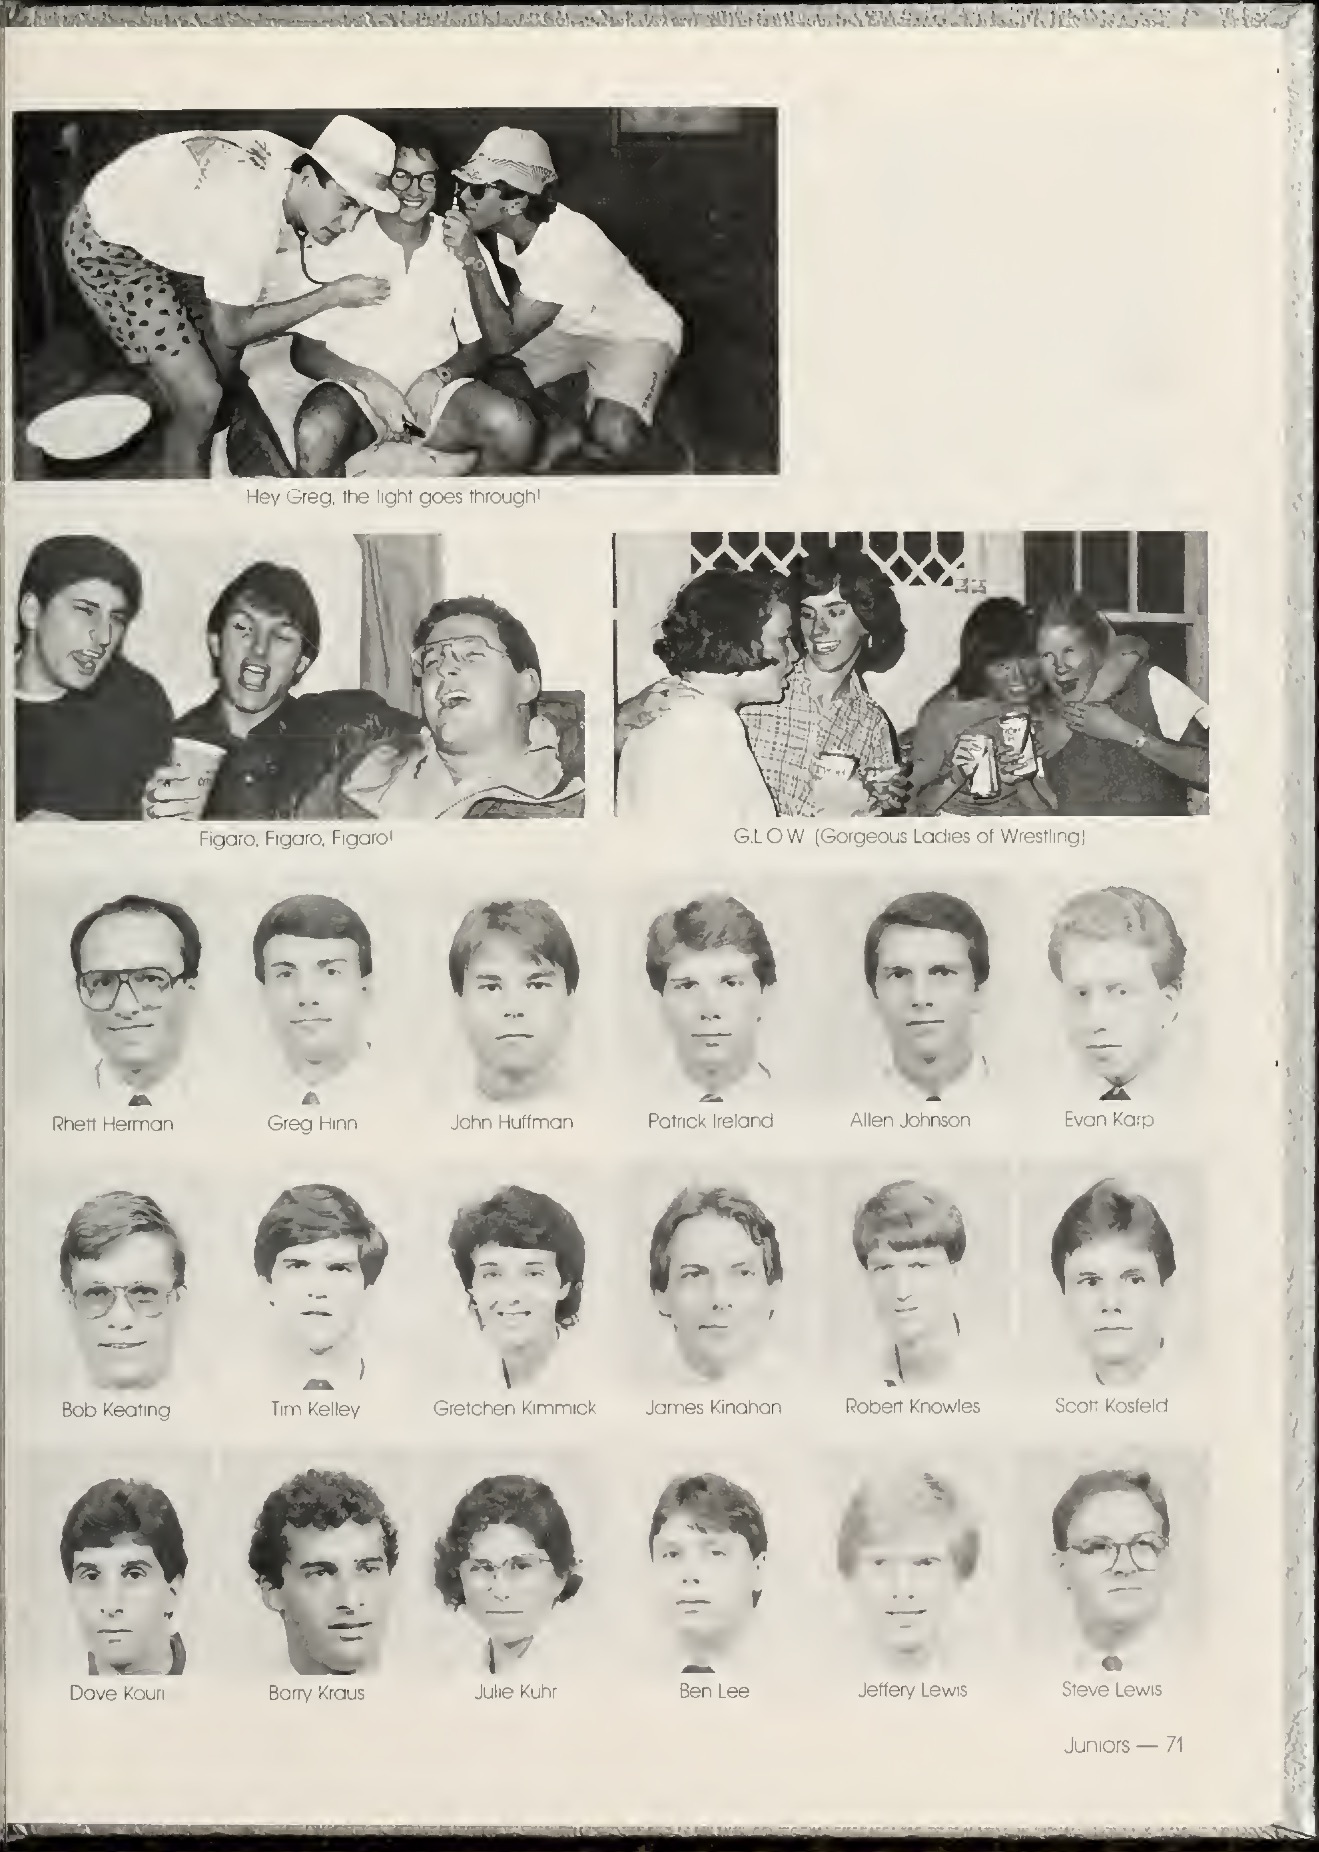 Hey Greg, the light goes through!
Figaro, Figaro, Figaro!
G.L.O.W. (Gorgeous Ladies of Wrestling)
Rhett Herman Greg Hinn John Huffman Patrick Ireland Allen Johnson Evan Karp
Bob Keating Tim Kelley Gretchen Kimmick James Kinahan Robert Knowles Scott Kosfeld
Dave Kouri Barry Kraus Julie Kuhr Ben Lee Jeffery Lewis Steve Lewis
Juniors — 71